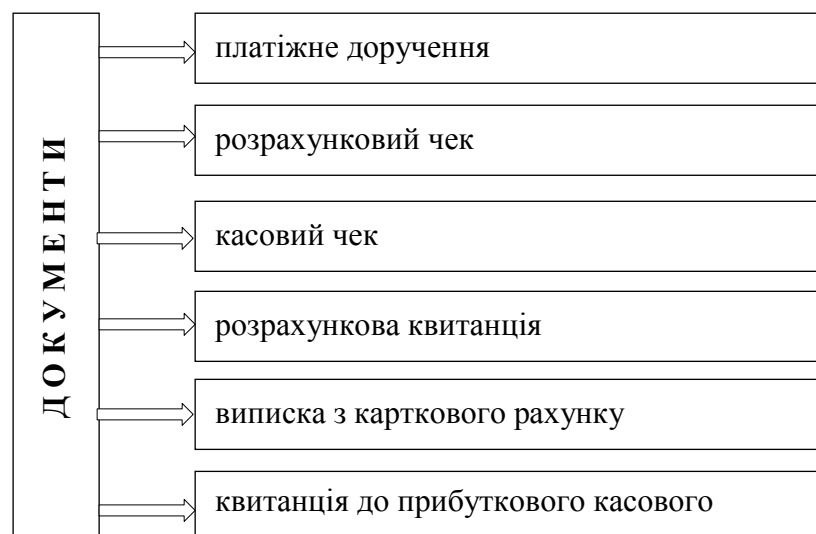 ДОКУМЕНТИ
платіжне доручення
розрахунковий чек
касовий чек
розрахункова квитанція
виписка з карткового рахунку
квитанція до прибуткового касового